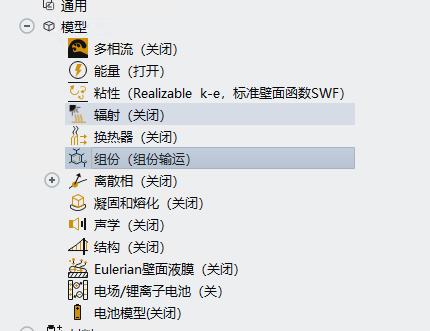 通用
模型
多相流（关闭）
能量（打开）
粘性（Realizable k-e，标准壁面函数SWF）
辐射（关闭）
换热器（关闭）
组份（组份输运）
离散相（关闭）
凝固和熔化（关闭）
声学（关闭）
结构（关闭）
Eulerian壁面液膜（关闭）
电场/锂离子电池（关）
电池模型(关闭)